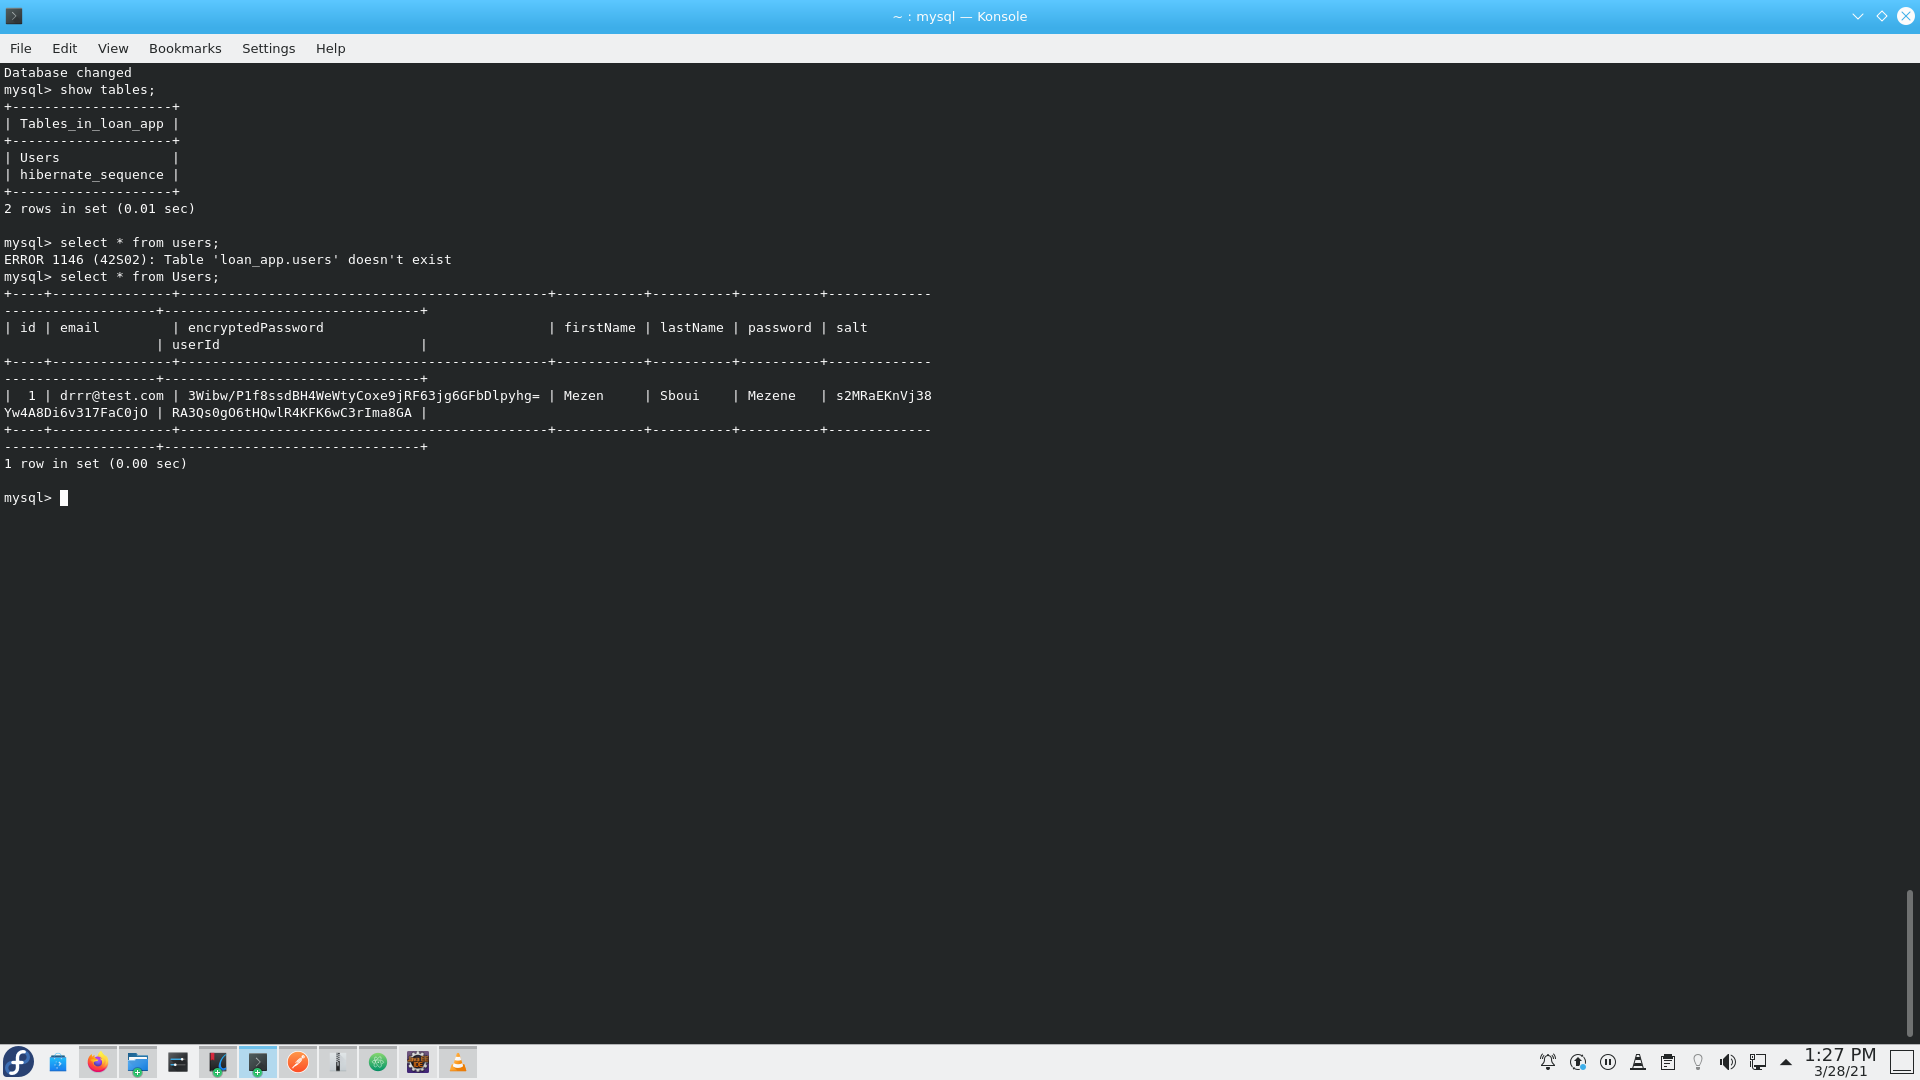 ~ : mysql — Konsole
File Edit View Bookmarks Settings Help
Database changed
mysql> show tables;
+--------------------+
| Tables_in_loan_app |
+--------------------+
| Users              |
| hibernate_sequence |
+--------------------+
2 rows in set (0.01 sec)
mysql> select * from users;
ERROR 1146 (42S02): Table 'loan_app.users' doesn't exist
mysql> select * from Users;
+----+---------------+----------------------------------------------+-----------+----------+----------+-------------
-------------------+--------------------------------+
| id | email         | encryptedPassword                            | firstName | lastName | password | salt
                   | userId                         |
+----+---------------+----------------------------------------------+-----------+----------+----------+-------------
-------------------+--------------------------------+
|  1 | drrr@test.com | 3Wibw/P1f8ssdBH4WeWtyCoxe9jRF63jg6GFbDlpyhg= | Mezen     | Sboui    | Mezene   | s2MRaEKnVj38
Yw4A8Di6v317FaC0jO | RA3Qs0gO6tHQwlR4KFK6wC3rIma8GA |
+----+---------------+----------------------------------------------+-----------+----------+----------+-------------
-------------------+--------------------------------+
1 row in set (0.00 sec)
mysql>
1:27 PM
3/28/21